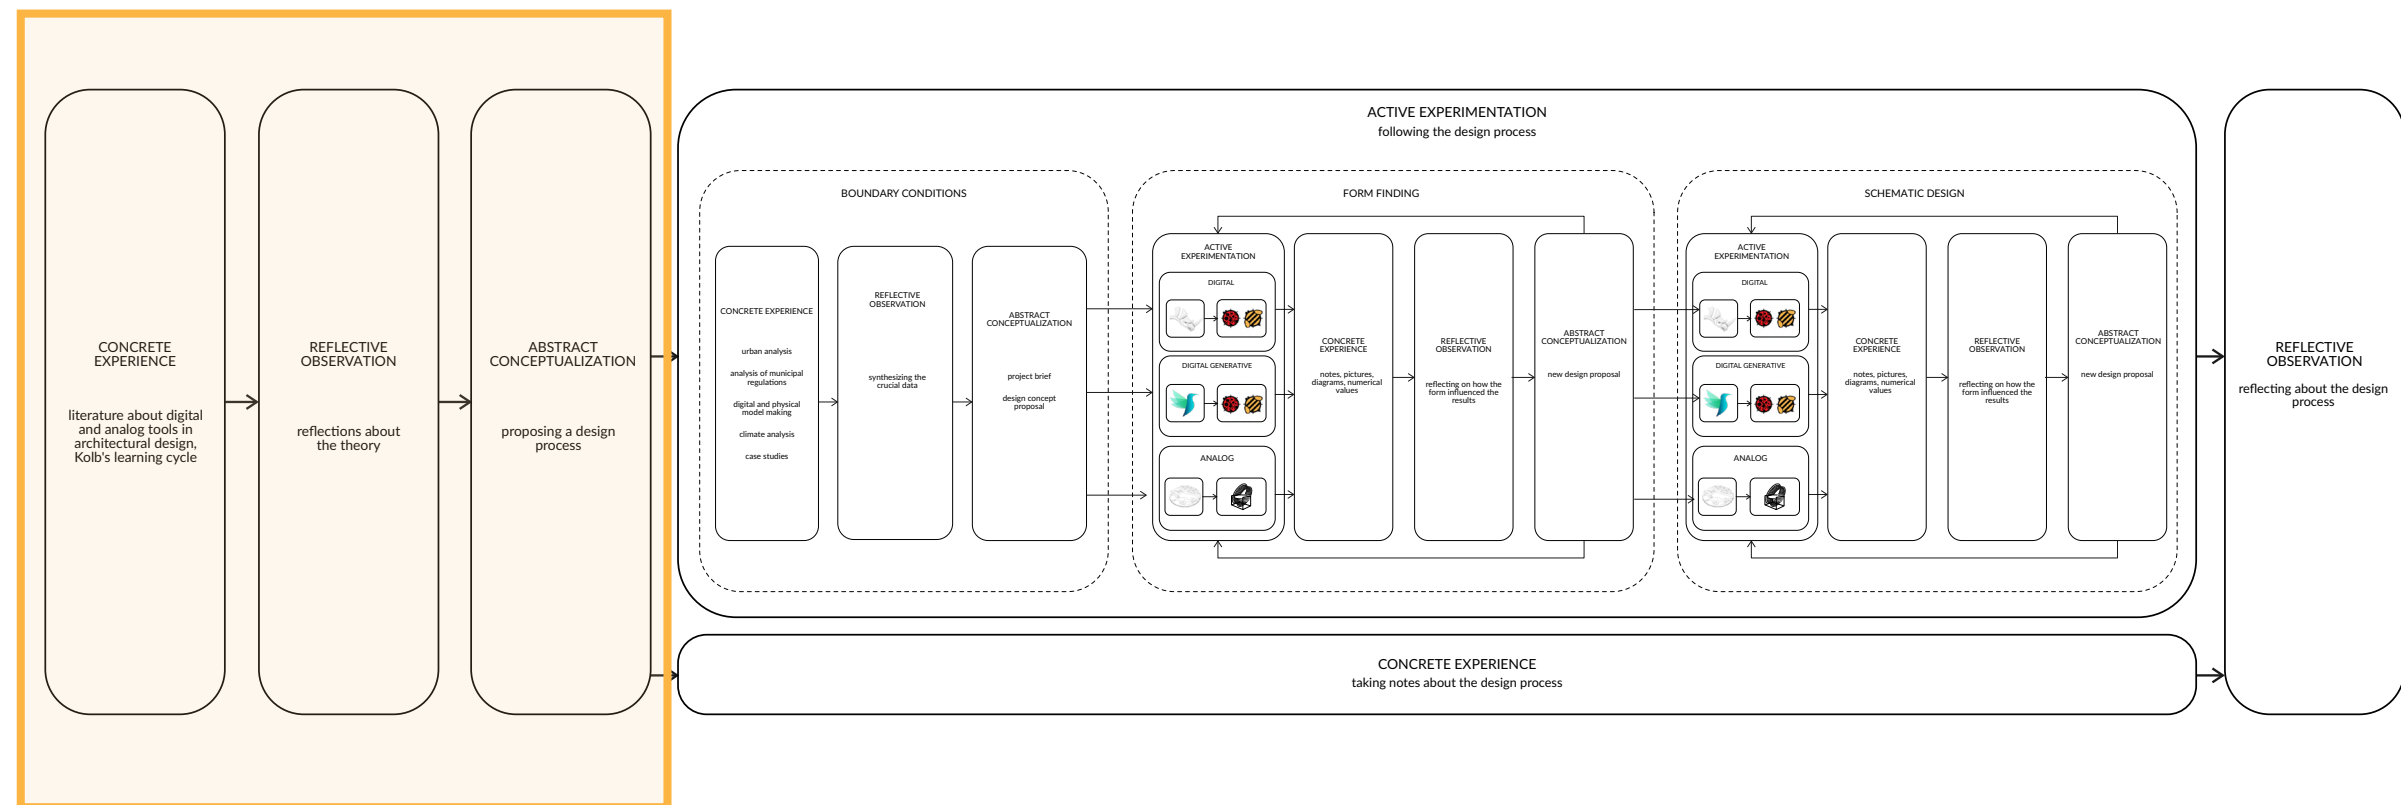 CONCRETE
EXPERIENCE
literature about digital
and analog tools in
architectural design,
Kolb's learning cycle
REFLECTIVE
OBSERVATION
reflections about
the theory
ABSTRACT
CONCEPTUALIZATION
proposing a design
process
ACTIVE EXPERIMENTATION
following the design process
BOUNDARY CONDITIONS
CONCRETE EXPERIENCE
urban analysis
analysis of municipal
regulations
digital and physical
model making
climate analysis
case studies
REFLECTIVE
OBSERVATION
synthesizing the
crucial data
ABSTRACT
CONCEPTUALIZATION
project brief
design concept
proposal
FORM FINDING
ACTIVE
EXPERIMENTATION
DIGITAL
DIGITAL GENERATIVE
ANALOG
CONCRETE
EXPERIENCE
notes, pictures,
diagrams, numerical
values
REFLECTIVE
OBSERVATION
reflecting on how the
form influenced the
results
ABSTRACT
CONCEPTUALIZATION
new design proposal
SCHEMATIC DESIGN
ACTIVE
EXPERIMENTATION
DIGITAL
DIGITAL GENERATIVE
ANALOG
CONCRETE
EXPERIENCE
notes, pictures,
diagrams, numerical
values
REFLECTIVE
OBSERVATION
reflecting on how the
form influenced the
results
ABSTRACT
CONCEPTUALIZATION
new design proposal
CONCRETE EXPERIENCE
taking notes about the design process
REFLECTIVE
OBSERVATION
reflecting about the design
process